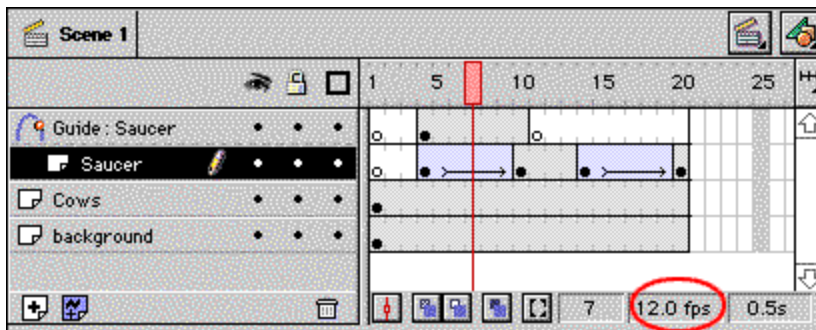 Scene 1
1 5 10 15 20 25
Guide : Saucer
Saucer
Cows
background
7 12.0 fps 0.5s